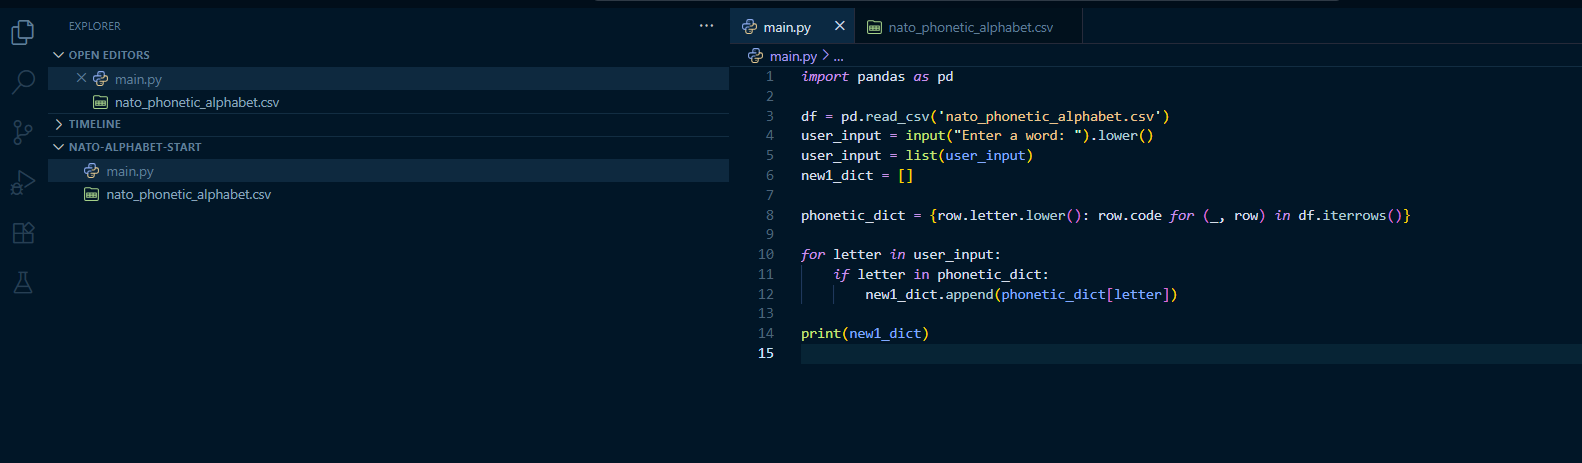 EXPLORER
...
OPEN EDITORS
main.py
nato_phonetic_alphabet.csv
TIMELINE
NATO-ALPHABET-START
main.py
nato_phonetic_alphabet.csv
main.py
nato_phonetic_alphabet.csv
main.py > ...
1 import pandas as pd
2
3 df = pd.read_csv('nato_phonetic_alphabet.csv')
4 user_input = input("Enter a word: ").lower()
5 user_input = list(user_input)
6 new1_dict = []
7
8 phonetic_dict = {row.letter.lower(): row.code for (_, row) in df.iterrows()}
9
10 for letter in user_input:
11     if letter in phonetic_dict:
12         new1_dict.append(phonetic_dict[letter])
13
14 print(new1_dict)
15